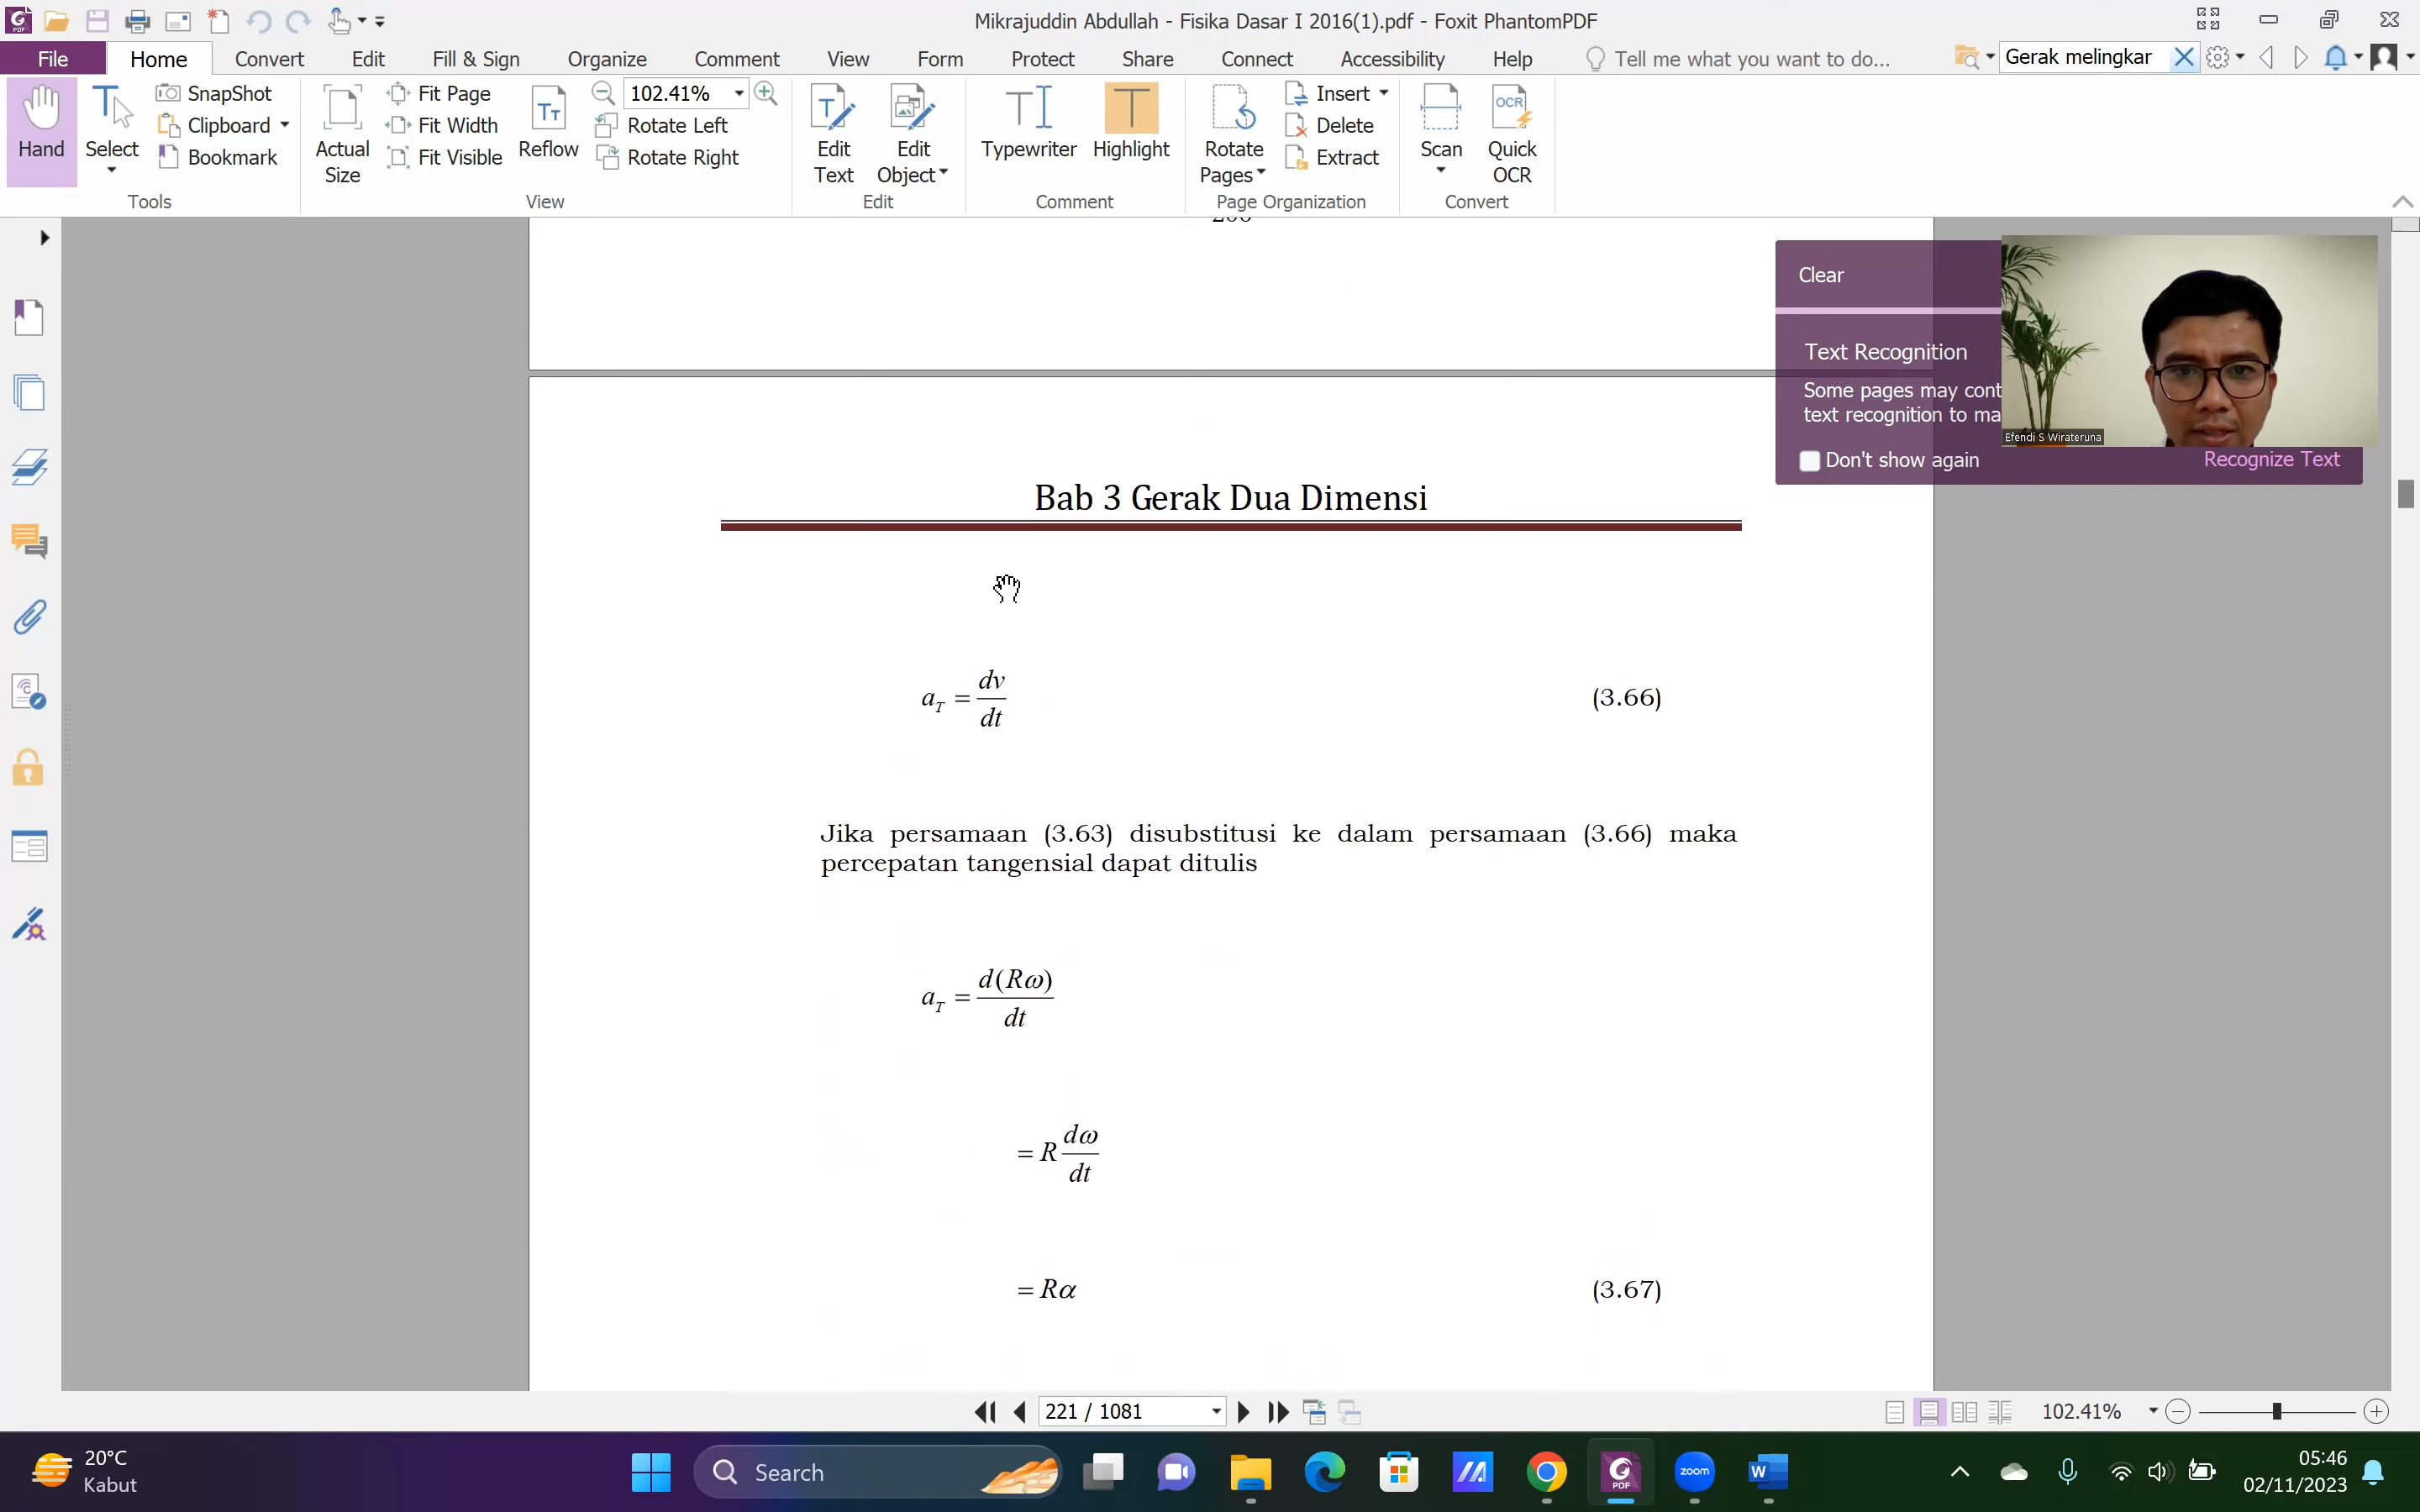 Mikrajuddin Abdullah - Fisika Dasar I 2016(1).pdf - Foxit PhantomPDF
File Home Convert Edit Fill & Sign Organize Comment View Form Protect Share Connect Accessibility Help Tell me what you want to do... Gerak melingkar
Hand
Select
SnapShot
Clipboard
Bookmark
Tools
Actual Size
Fit Page
Fit Width
Fit Visible
Reflow
102.41%
Rotate Left
Rotate Right
View
Edit Text
Edit Object
Edit
Typewriter
Highlight
Comment
Rotate Pages
Insert
Delete
Extract
Page Organization
Scan
Quick OCR
OCR
Convert
Clear
Text Recognition
Some pages may cont
text recognition to ma
Don't show again
Recognize Text
Efendi S Wirateruna
Bab 3 Gerak Dua Dimensi
a_T = dv/dt (3.66)
Jika persamaan (3.63) disubstitusi ke dalam persamaan (3.66) maka
percepatan tangensial dapat ditulis
a_T = d(Rω)/dt
= R dω/dt
= Rα (3.67)
221 / 1081
102.41%
20°C
Kabut
Search
zoom
PDF
W
05:46
02/11/2023